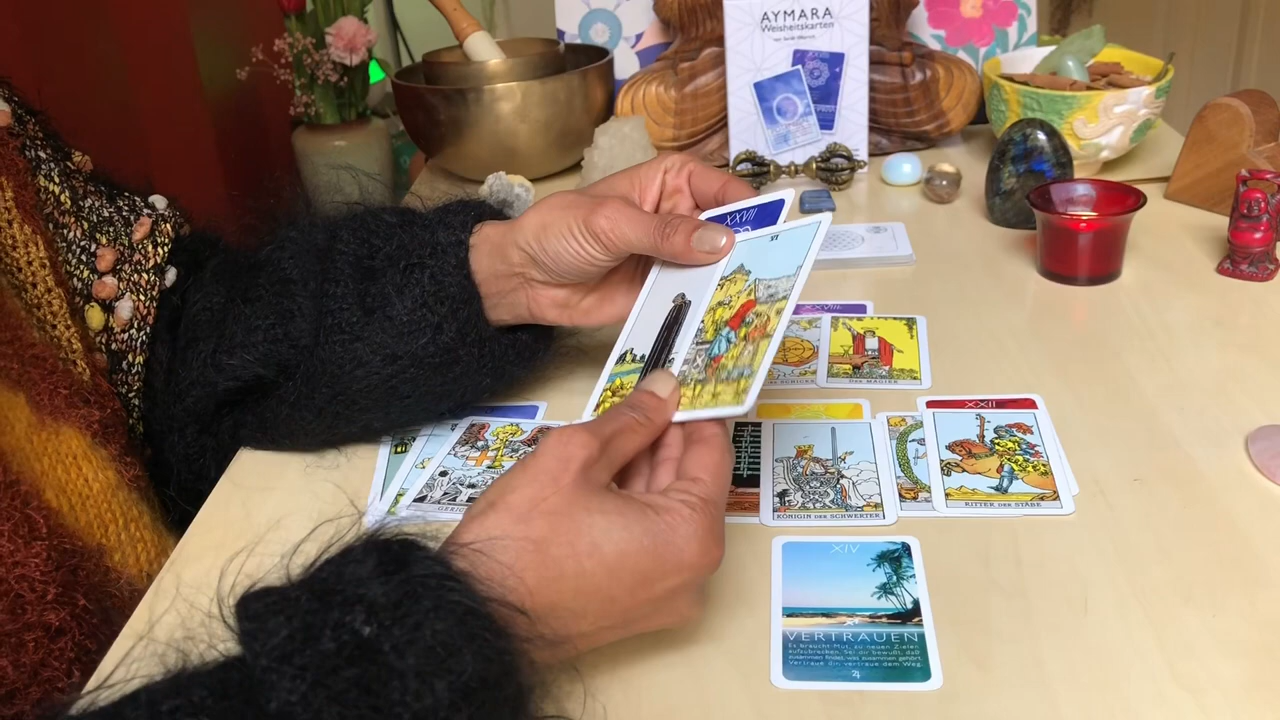 AYMARA
Weisheitskarten
XXVII
VI
XXVIII
DER MAGIER
XXII
KÖNIGIN DER SCHWERTER
RITTER DER STÄBE
XIV
VERTRAUEN
Es braucht Mut, zu neuen Zielen
aufzubrechen. Sei dir bewußt, daß
zusammen findet, was zusammen gehört.
Vertraue dir, vertraue dem Weg.